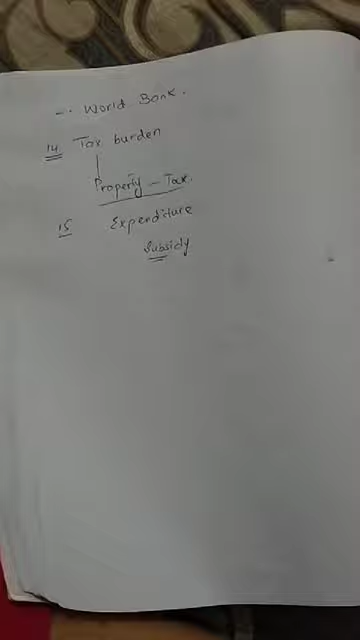 -. World Bank.
14 Tax burden
Property - Tax.
15 Expenditure
Subsidy